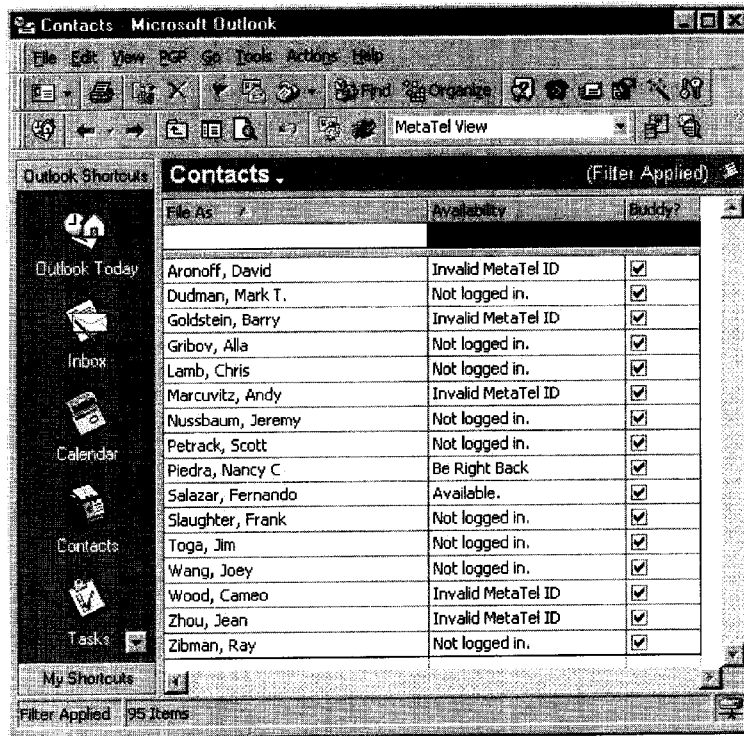 Contacts - Microsoft Outlook
File Edit View PGP Go Tools Actions Help
Find Organize
MetaTel View
Outlook Shortcuts
Contacts . (Filter Applied)
File As Availability Buddy?
Outlook Today
Aronoff, David Invalid MetaTel ID
Dudman, Mark T. Not logged in.
Goldstein, Barry Invalid MetaTel ID
Gribov, Alla Not logged in.
Inbox
Lamb, Chris Not logged in.
Marcuvitz, Andy Invalid MetaTel ID
Nussbaum, Jeremy Not logged in.
Calendar
Petrack, Scott Not logged in.
Piedra, Nancy C Be Right Back
Salazar, Fernando Available.
Slaughter, Frank Not logged in.
Contacts
Toga, Jim Not logged in.
Wang, Joey Not logged in.
Wood, Cameo Invalid MetaTel ID
Zhou, Jean Invalid MetaTel ID
Tasks
Zibman, Ray Not logged in.
My Shortcuts
Filter Applied 95 Items